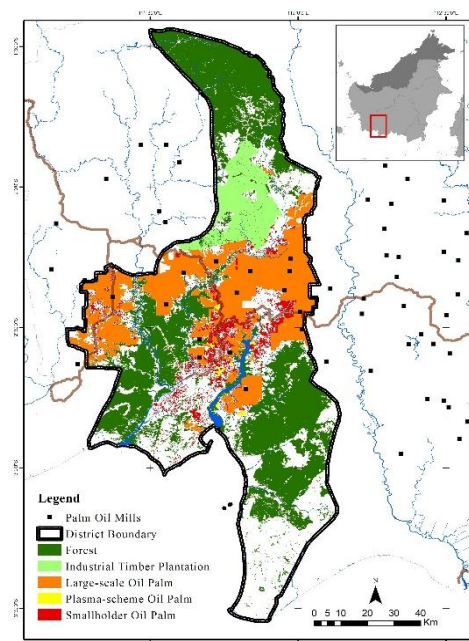 Legend
Palm Oil Mills
District Boundary
Forest
Industrial Timber Plantation
Large-scale Oil Palm
Plasma-scheme Oil Palm
Smallholder Oil Palm
N
0 5 10 20 30 40
Km